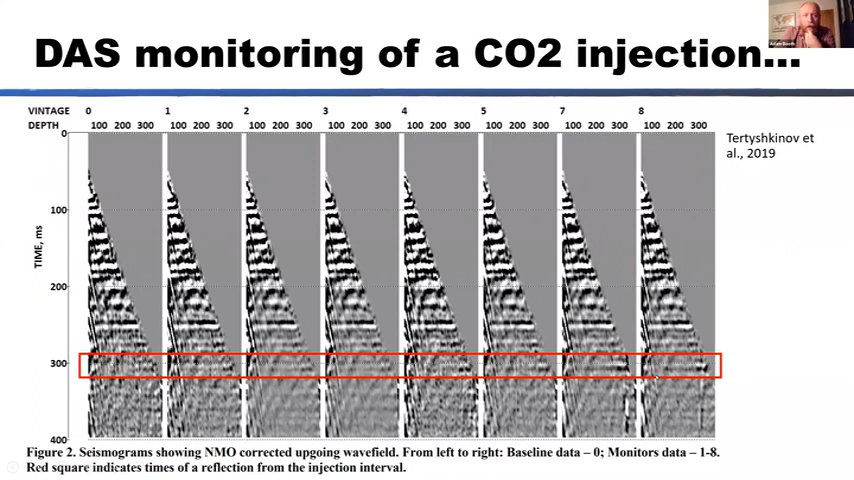 DAS monitoring of a CO2 injection...
Adam Booth
VINTAGE 0 1 2 3 4 5 7 8
DEPTH 100 200 300 100 200 300 100 200 300 100 200 300 100 200 300 100 200 300 100 200 300 100 200 300
Tertyshkinov et
al., 2019
0
100
TIME, ms
200
300
400
Figure 2. Seismograms showing NMO corrected upgoing wavefield. From left to right: Baseline data – 0; Monitors data – 1-8.
Red square indicates times of a reflection from the injection interval.